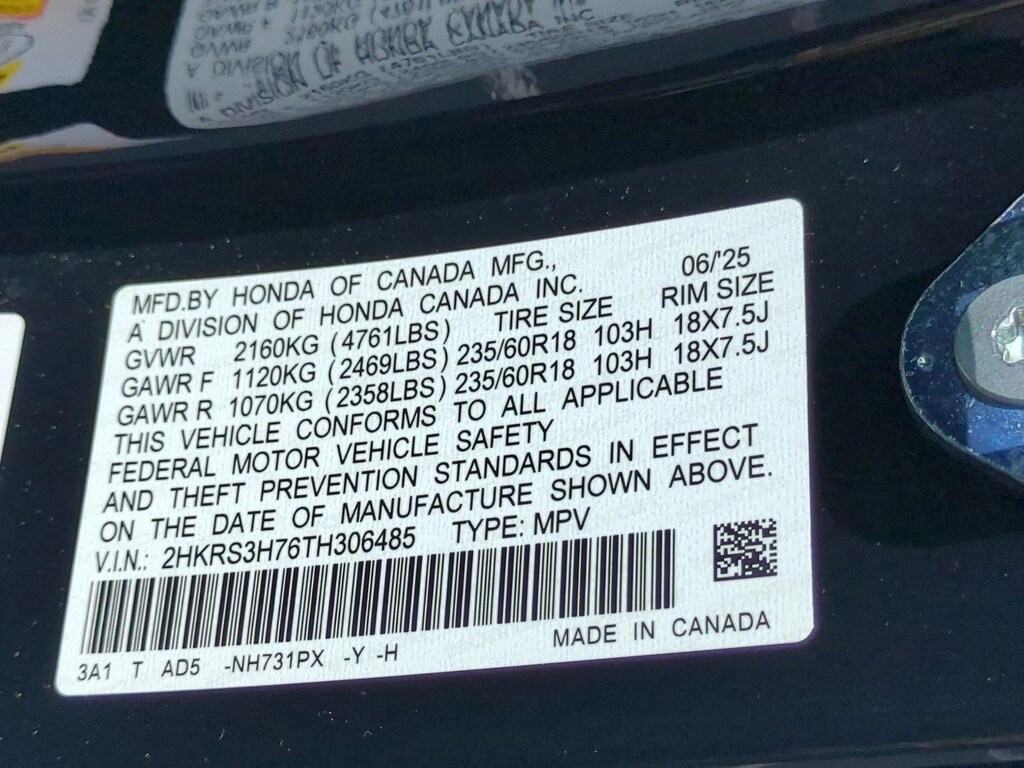 MFD.BY HONDA OF CANADA MFG., 06/'25
A DIVISION OF HONDA CANADA INC.
GVWR 2160KG (4761LBS) TIRE SIZE RIM SIZE
GAWR F 1120KG (2469LBS) 235/60R18 103H 18X7.5J
GAWR R 1070KG (2358LBS) 235/60R18 103H 18X7.5J
THIS VEHICLE CONFORMS TO ALL APPLICABLE
FEDERAL MOTOR VEHICLE SAFETY
AND THEFT PREVENTION STANDARDS IN EFFECT
ON THE DATE OF MANUFACTURE SHOWN ABOVE.
V.I.N.: 2HKRS3H76TH306485 TYPE: MPV
MADE IN CANADA
3A1 T AD5 -NH731PX -Y -H